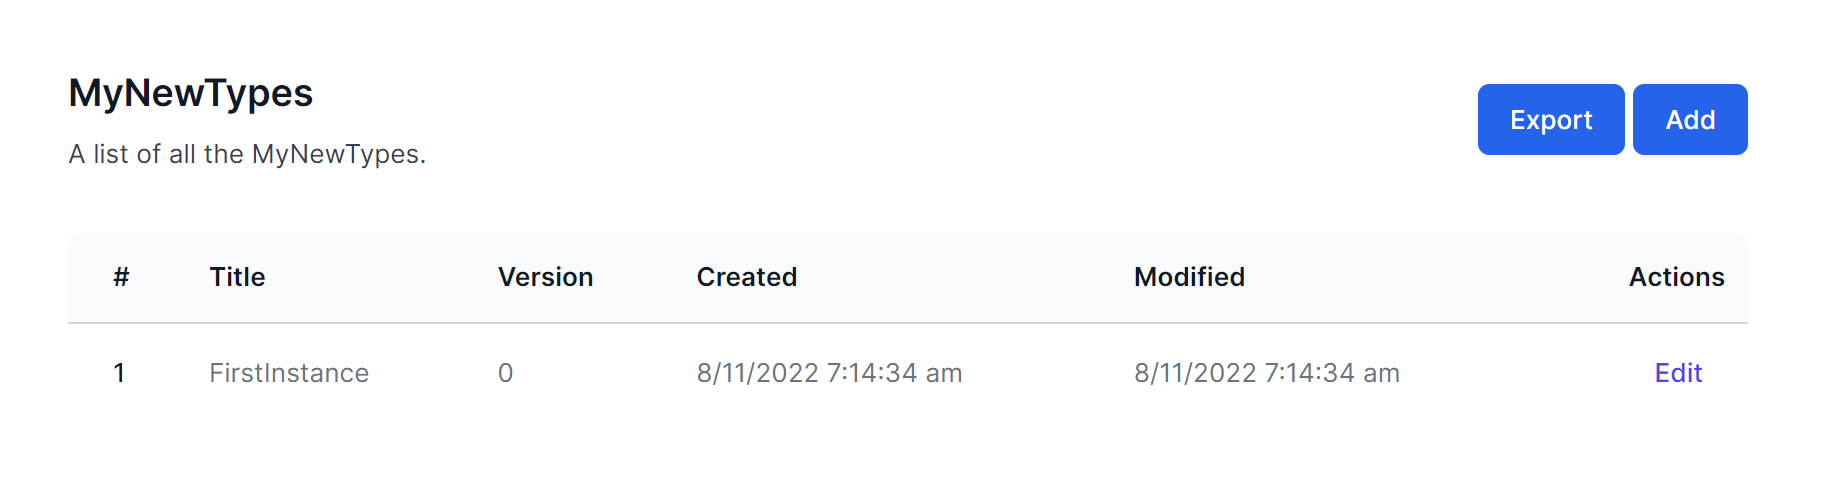 MyNewTypes
A list of all the MyNewTypes.
Export Add
# Title Version Created Modified Actions
1 FirstInstance 0 8/11/2022 7:14:34 am 8/11/2022 7:14:34 am Edit